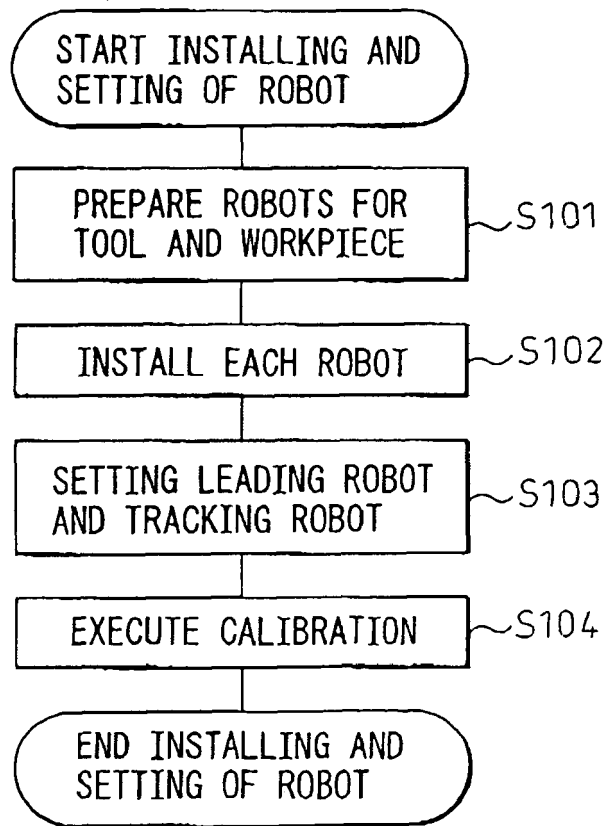 START INSTALLING AND
SETTING OF ROBOT
PREPARE ROBOTS FOR
TOOL AND WORKPIECE
S101
INSTALL EACH ROBOT
S102
SETTING LEADING ROBOT
AND TRACKING ROBOT
S103
EXECUTE CALIBRATION
S104
END INSTALLING AND
SETTING OF ROBOT